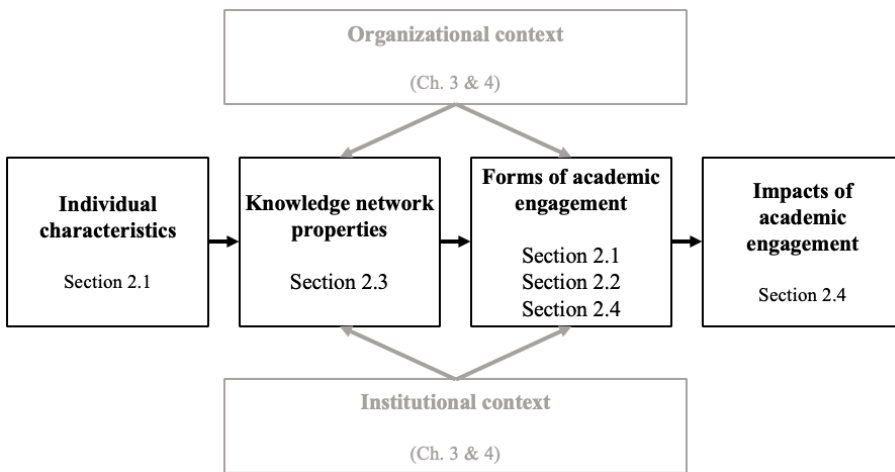 Organizational context
(Ch. 3 & 4)
Individual
characteristics
Section 2.1
Knowledge network
properties
Section 2.3
Forms of academic
engagement
Section 2.1
Section 2.2
Section 2.4
Impacts of
academic
engagement
Section 2.4
Institutional context
(Ch. 3 & 4)